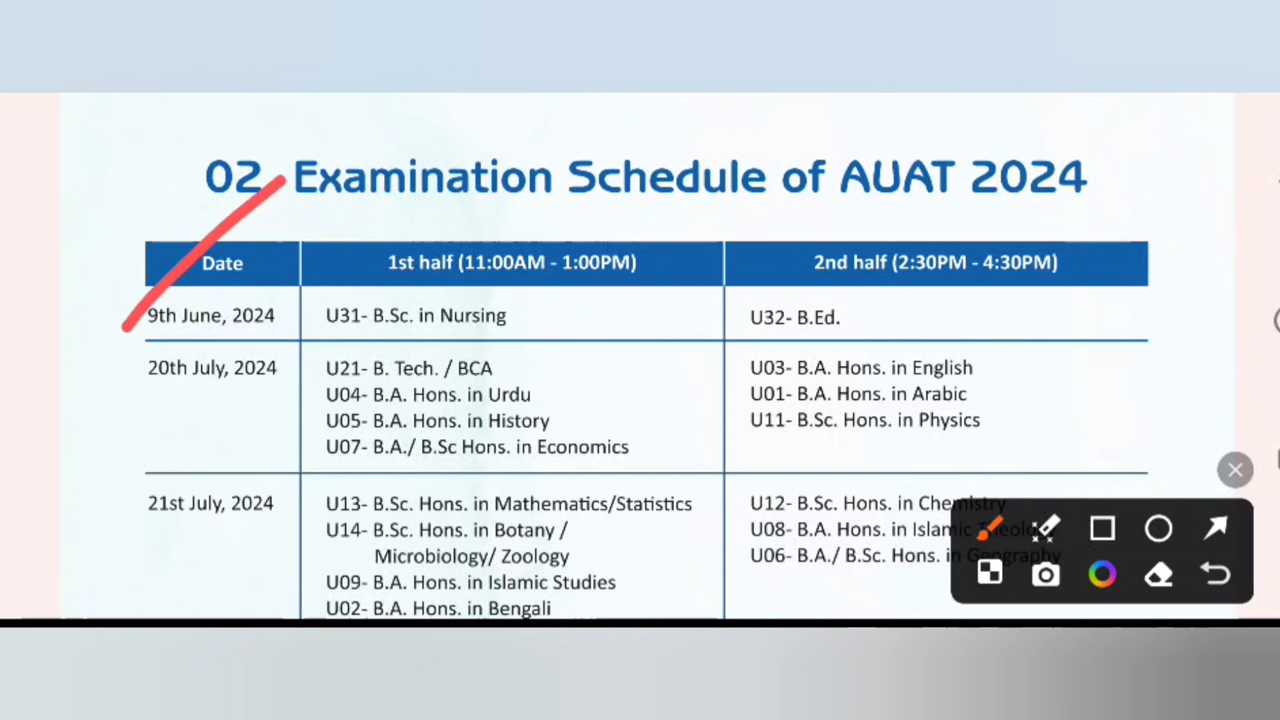 02. Examination Schedule of AUAT 2024
Date
1st half (11:00AM - 1:00PM)
2nd half (2:30PM - 4:30PM)
9th June, 2024
U31- B.Sc. in Nursing
U32- B.Ed.
20th July, 2024
U21- B. Tech. / BCA
U04- B.A. Hons. in Urdu
U05- B.A. Hons. in History
U07- B.A./ B.Sc Hons. in Economics
U03- B.A. Hons. in English
U01- B.A. Hons. in Arabic
U11- B.Sc. Hons. in Physics
21st July, 2024
U13- B.Sc. Hons. in Mathematics/Statistics
U14- B.Sc. Hons. in Botany /
Microbiology/ Zoology
U09- B.A. Hons. in Islamic Studies
U02- B.A. Hons. in Bengali
U12- B.Sc. Hons. in Chemistry
U08- B.A. Hons. in Islamic Theology
U06- B.A./ B.Sc. Hons. in Geography